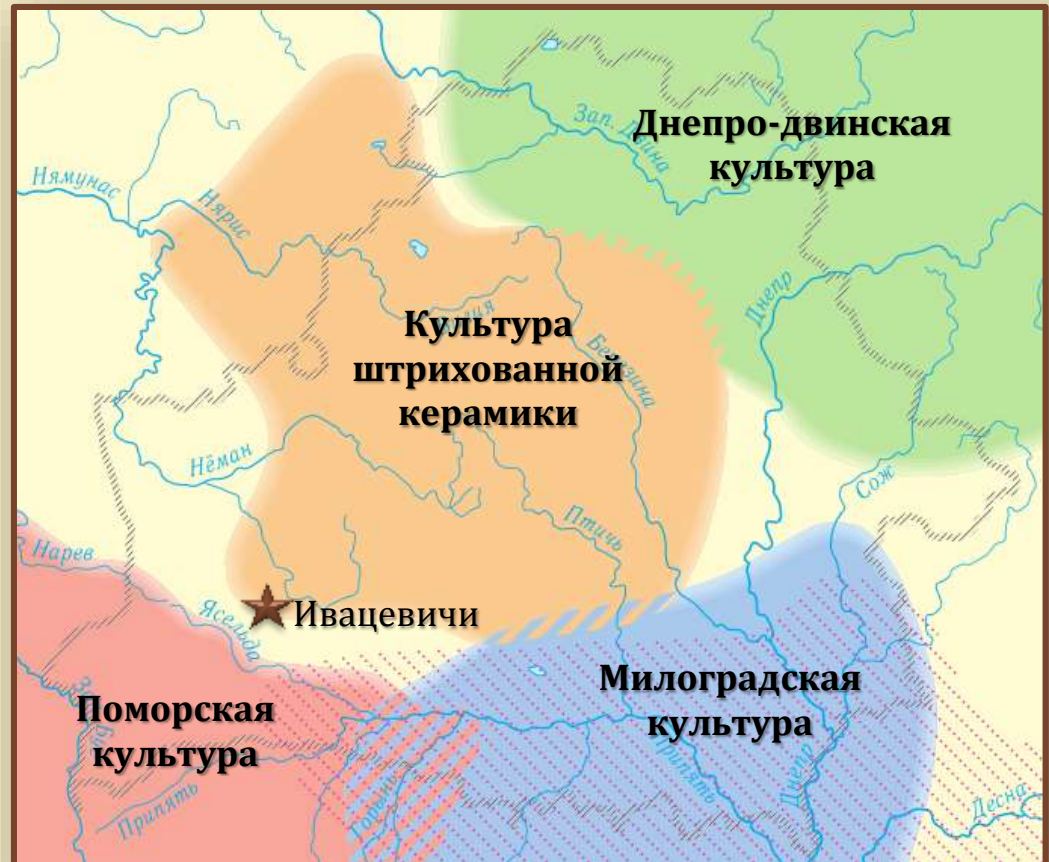 Днепро-двинская
культура
Зап. Двина
Нямунас
Нярис
Днепр
Культура
штрихованной
керамики
Березина
Нёман
Сож
Птичь
Нарев
Ясельда
Ивацевичи
Милоградская
культура
Поморская
культура
Припять
Горынь
Припять
Днепр
Десна